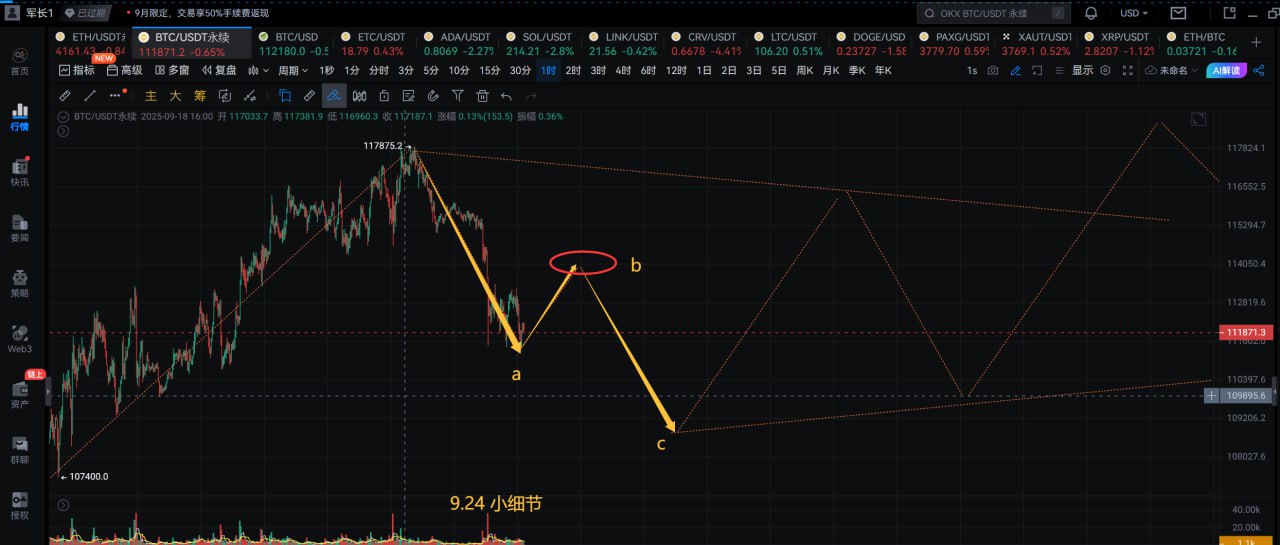 军长1 已过期 9月限定，交易享50%手续费返现 OKX BTC/USDT 永续 / USD
ETH/USDT永 BTC/USDT永续 BTC/USD ETC/USDT ADA/USDT SOL/USDT LINK/USDT CRV/USDT LTC/USDT DOGE/USD PAXG/USDT XAUT/USDT XRP/USDT ETH/BTC
4161.43 -0.84 111871.2 -0.65% 112180.0 -0.5 18.79 0.43% 0.8069 -2.27% 214.21 -2.8% 21.56 -0.42% 0.6678 -4.41% 106.20 0.51% 0.23727 -1.58 3779.70 0.59% 3769.1 0.52% 2.8207 -1.12% 0.03721 -0.16
NEW
指标 高级 多窗 复盘 周期 1秒 1分 分时 3分 5分 10分 15分 30分 1时 2时 3时 4时 6时 12时 1日 2日 3日 5日 周K 月K 季K 年K 1s 显示 未命名 AI解读
主 大 筹
BTC/USDT永续 2025-09-18 16:00 开 117033.7 高 117381.9 低 116960.3 收 117187.1 涨幅 0.13%(153.5) 振幅 0.36%
首页
行情
快讯
要闻
策略
Web3
链上
资产
群聊
授权
117875.2
b
a
c
107400.0
9.24 小细节
117824.1
116552.5
115294.7
114050.4
112819.6
111871.3
111602.0
110397.6
109895.6
109206.2
108027.6
40.00k
20.00k
1.1k